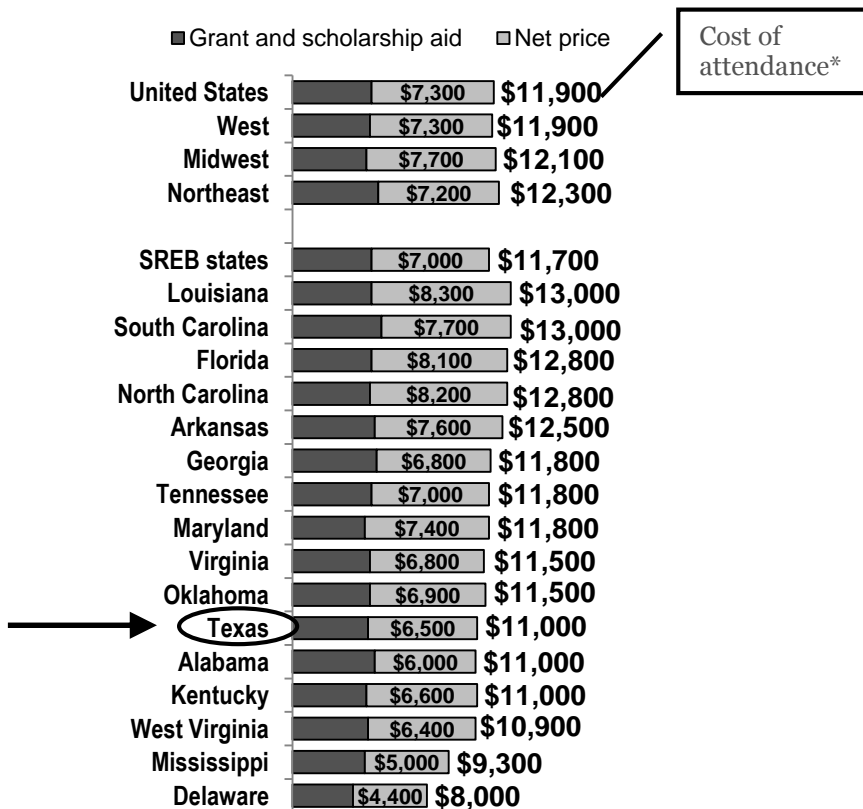 Grant and scholarship aid Net price
Cost of
attendance*
United States $7,300 $11,900
West $7,300 $11,900
Midwest $7,700 $12,100
Northeast $7,200 $12,300
SREB states $7,000 $11,700
Louisiana $8,300 $13,000
South Carolina $7,700 $13,000
Florida $8,100 $12,800
North Carolina $8,200 $12,800
Arkansas $7,600 $12,500
Georgia $6,800 $11,800
Tennessee $7,000 $11,800
Maryland $7,400 $11,800
Virginia $6,800 $11,500
Oklahoma $6,900 $11,500
Texas $6,500 $11,000
Alabama $6,000 $11,000
Kentucky $6,600 $11,000
West Virginia $6,400 $10,900
Mississippi $5,000 $9,300
Delaware $4,400 $8,000